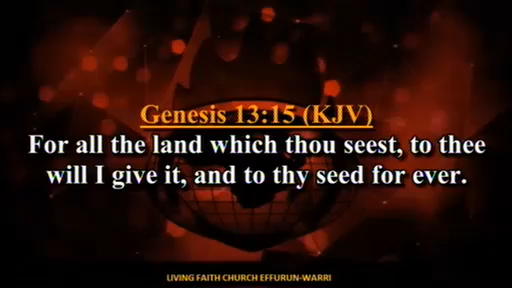 Genesis 13:15 (KJV)
For all the land which thou seest, to thee
will I give it, and to thy seed for ever.
LIVING FAITH CHURCH EFFURUN-WARRI